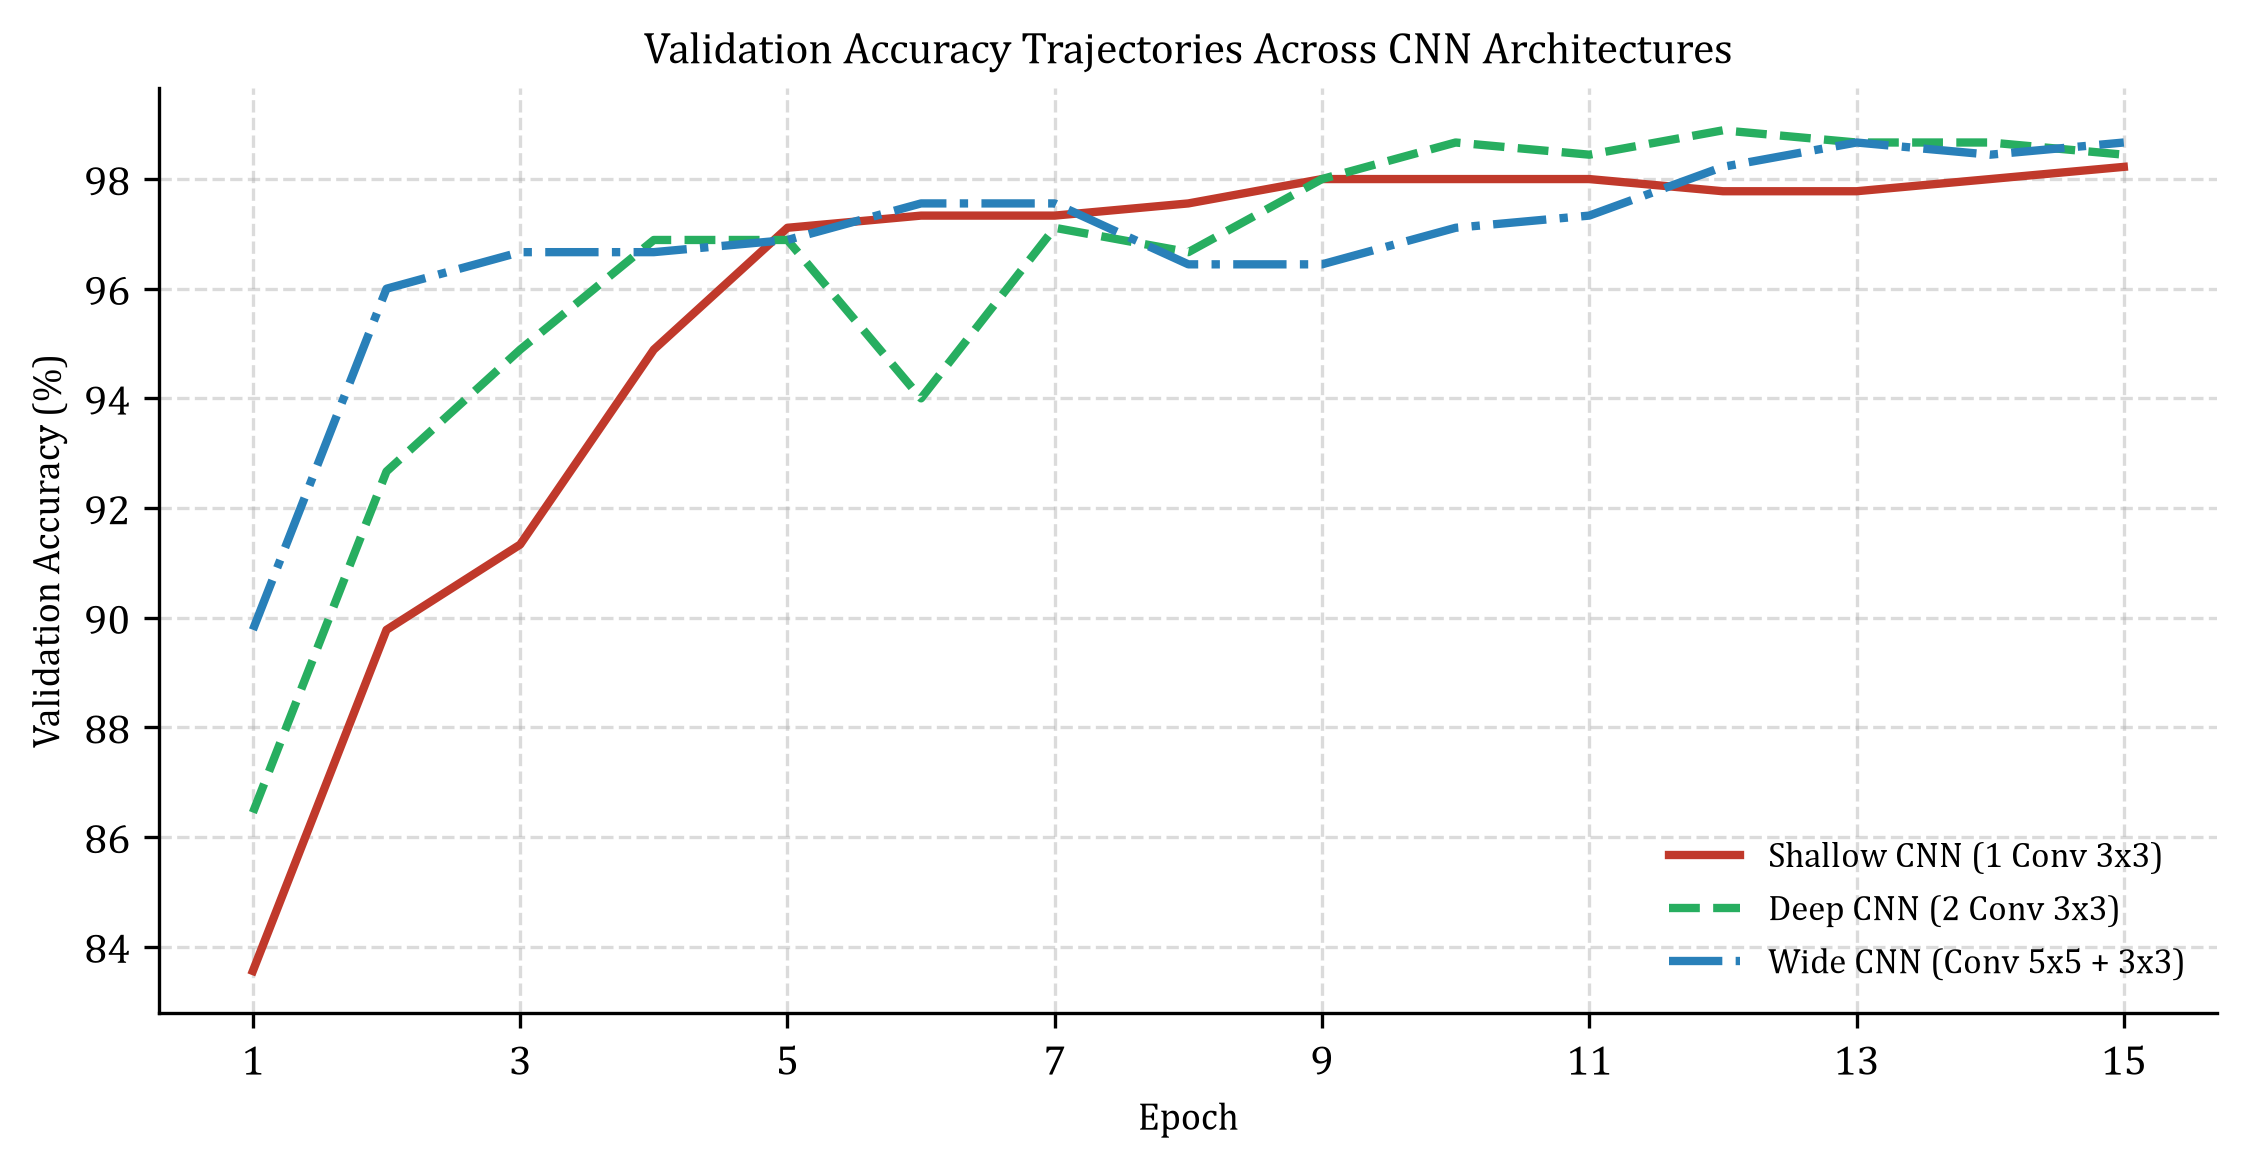 Validation Accuracy Trajectories Across CNN Architectures
Validation Accuracy (%)
98
96
94
92
90
88
86
84
Shallow CNN (1 Conv 3x3)
Deep CNN (2 Conv 3x3)
Wide CNN (Conv 5x5 + 3x3)
1 3 5 7 9 11 13 15
Epoch